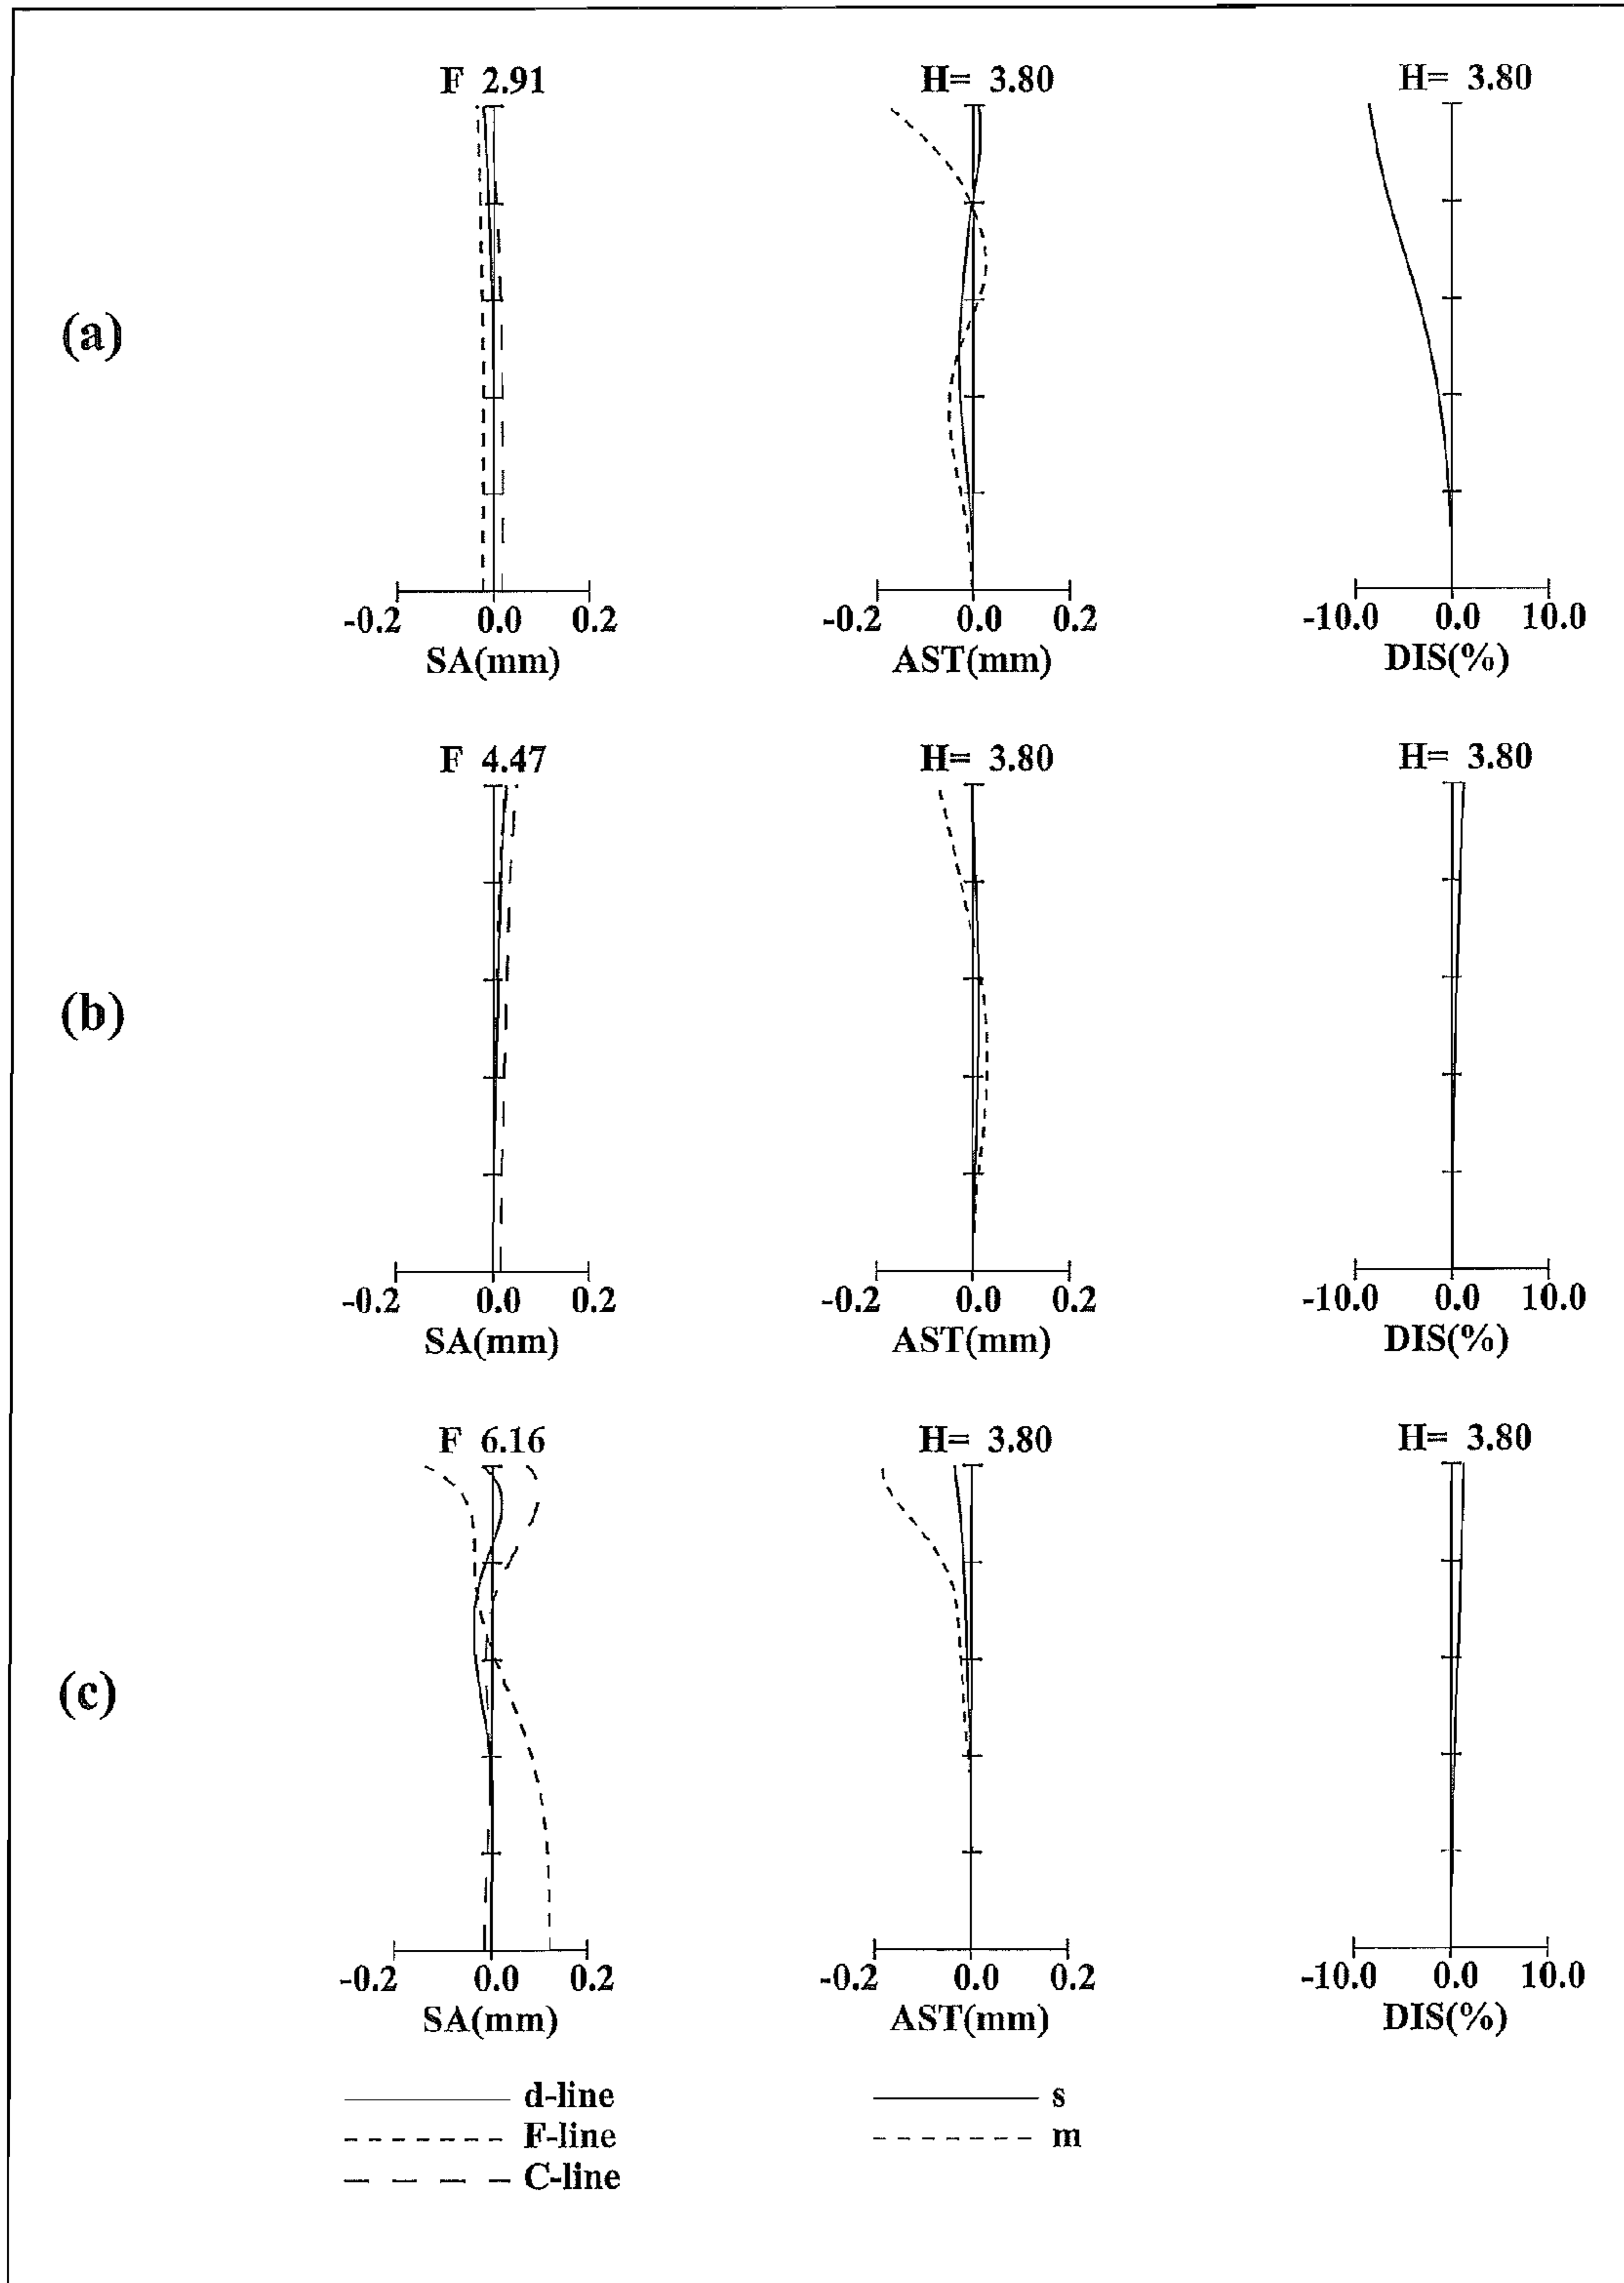 F 2.91 H= 3.80 H= 3.80
(a)
-0.2 0.0 0.2 -0.2 0.0 0.2 -10.0 0.0 10.0
SA(mm) AST(mm) DIS(%)
F 4.47 H= 3.80 H= 3.80
(b)
-0.2 0.0 0.2 -0.2 0.0 0.2 -10.0 0.0 10.0
SA(mm) AST(mm) DIS(%)
F 6.16 H= 3.80 H= 3.80
(c)
-0.2 0.0 0.2 -0.2 0.0 0.2 -10.0 0.0 10.0
SA(mm) AST(mm) DIS(%)
d-line s
F-line m
C-line